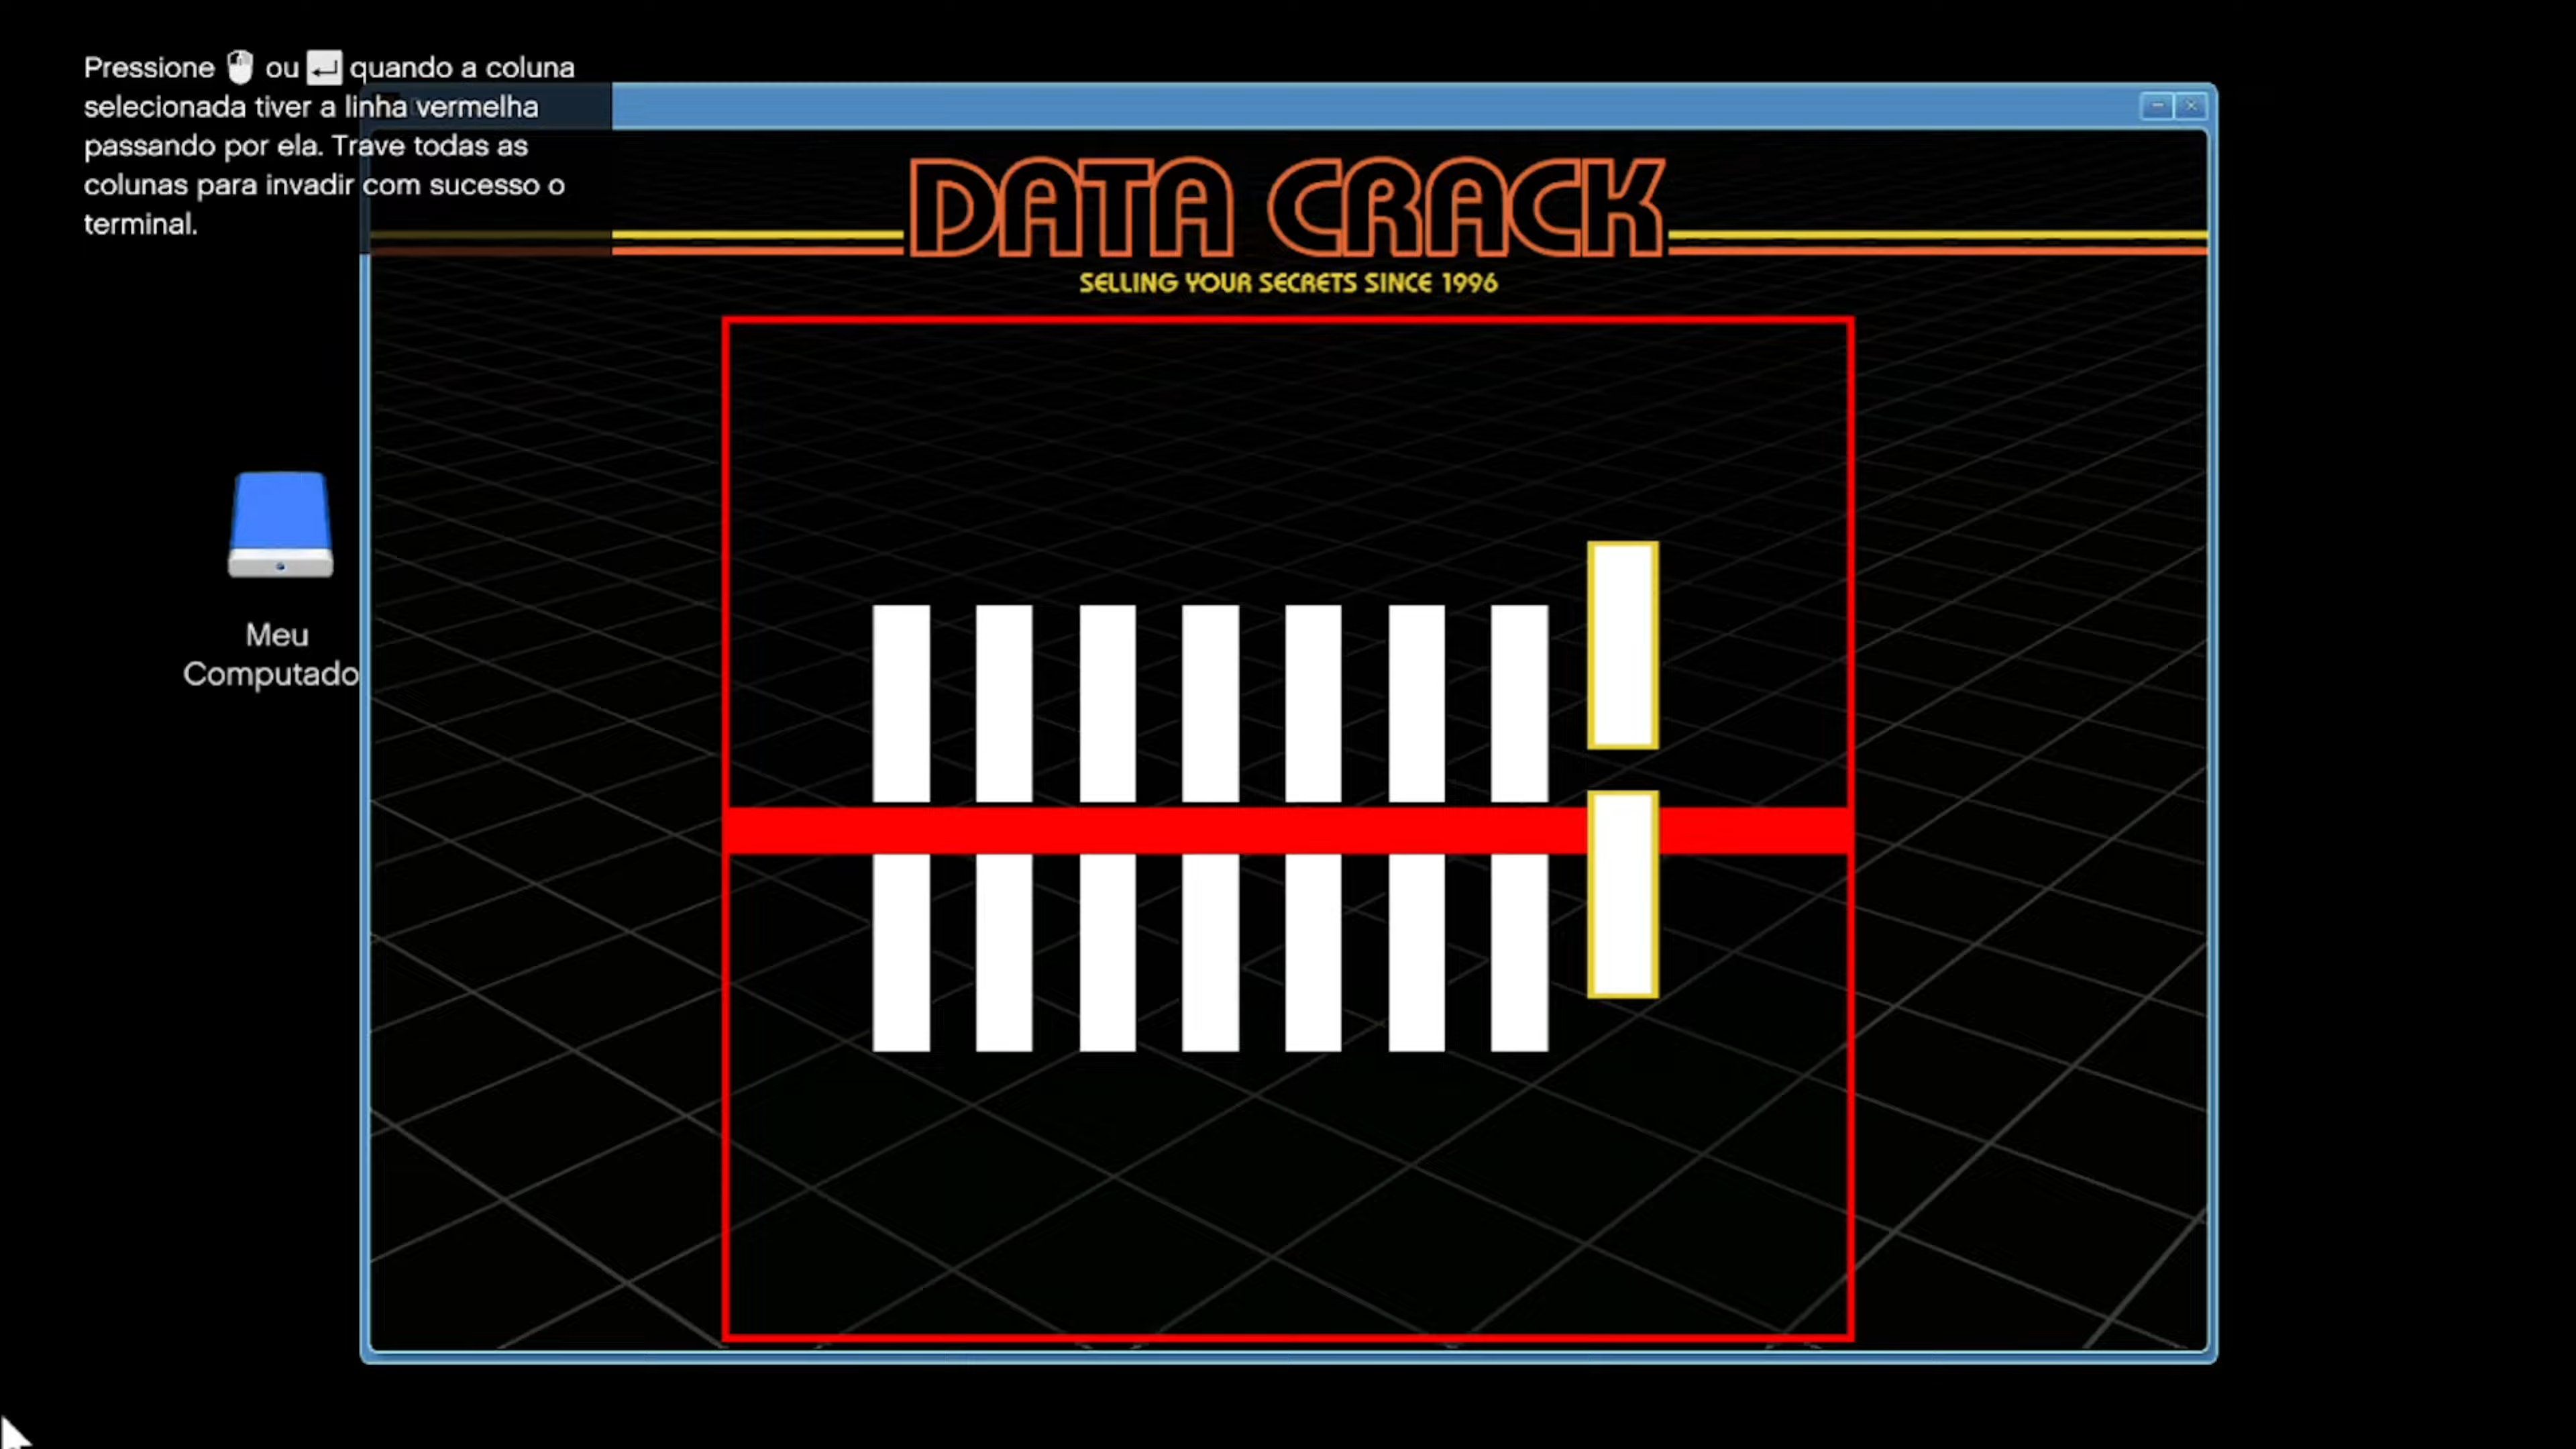 Pressione ou quando a coluna
selecionada tiver a linha vermelha
passando por ela. Trave todas as
colunas para invadir com sucesso o
terminal.
DATA CRACK
SELLING YOUR SECRETS SINCE 1996
Meu
Computado